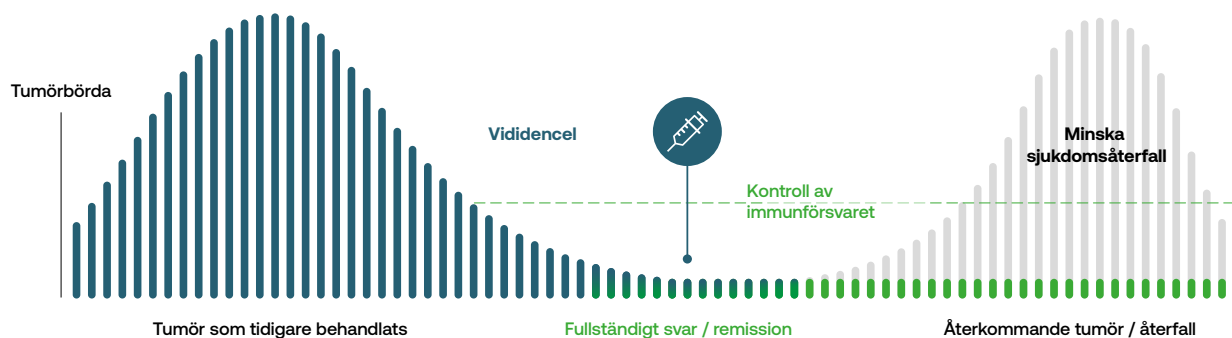 Tumörbörda
Vididencel
Minska
sjukdomsåterfall
Kontroll av
immunförsvaret
Tumör som tidigare behandlats
Fullständigt svar / remission
Återkommande tumör / återfall